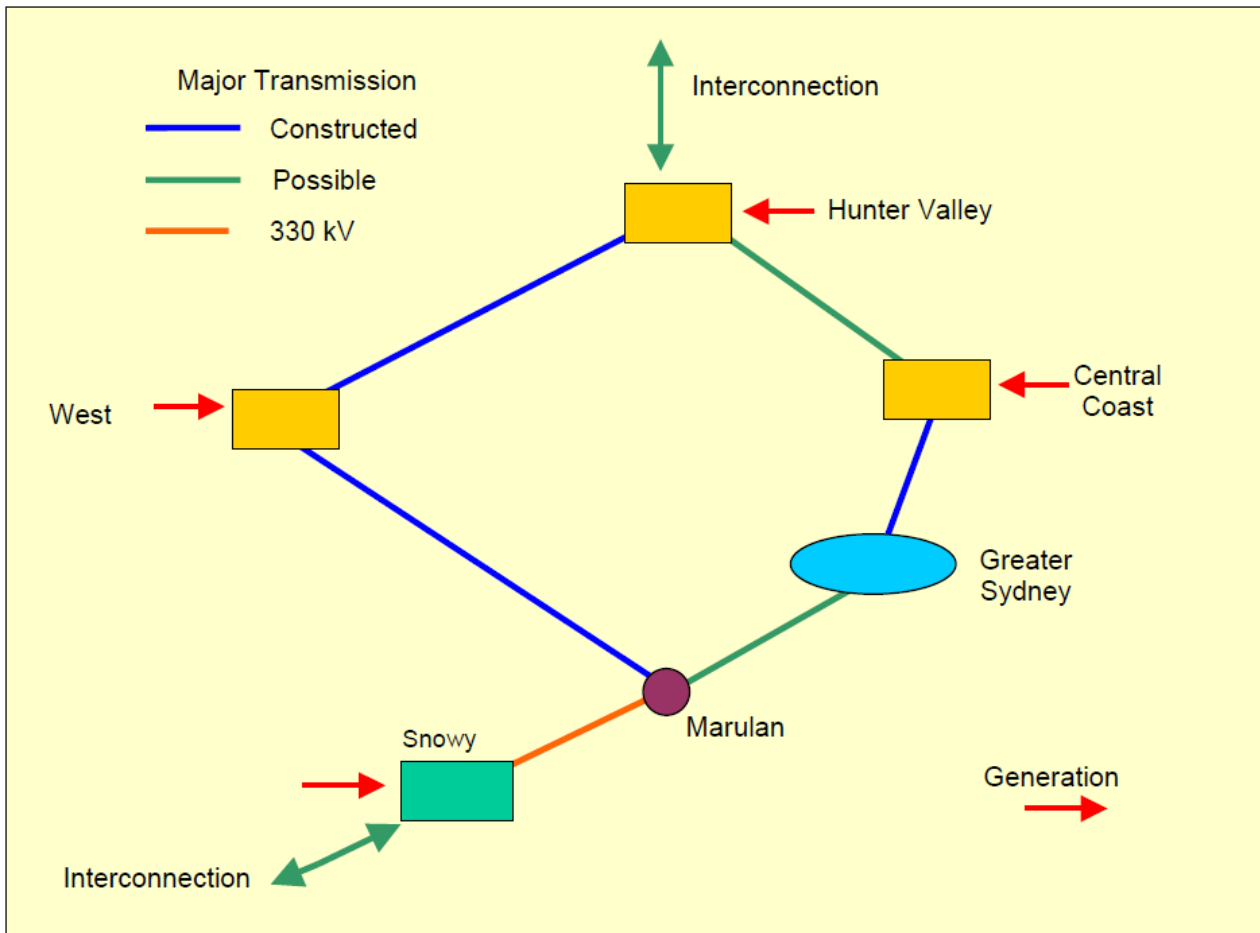 Major Transmission
Constructed
Possible
330 kV
Interconnection
Hunter Valley
Central
Coast
West
Greater
Sydney
Marulan
Snowy
Generation
Interconnection